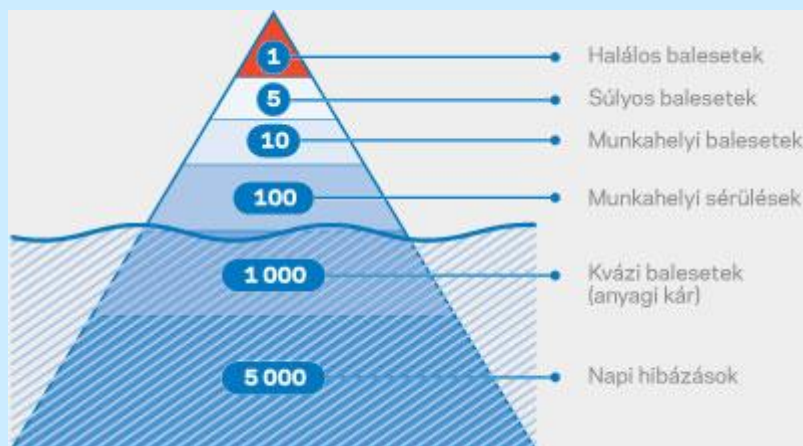 1 Halálos balesetek
5 Súlyos balesetek
10 Munkahelyi balesetek
100 Munkahelyi sérülések
1 000 Kvázi balesetek
(anyagi kár)
5 000 Napi hibázások